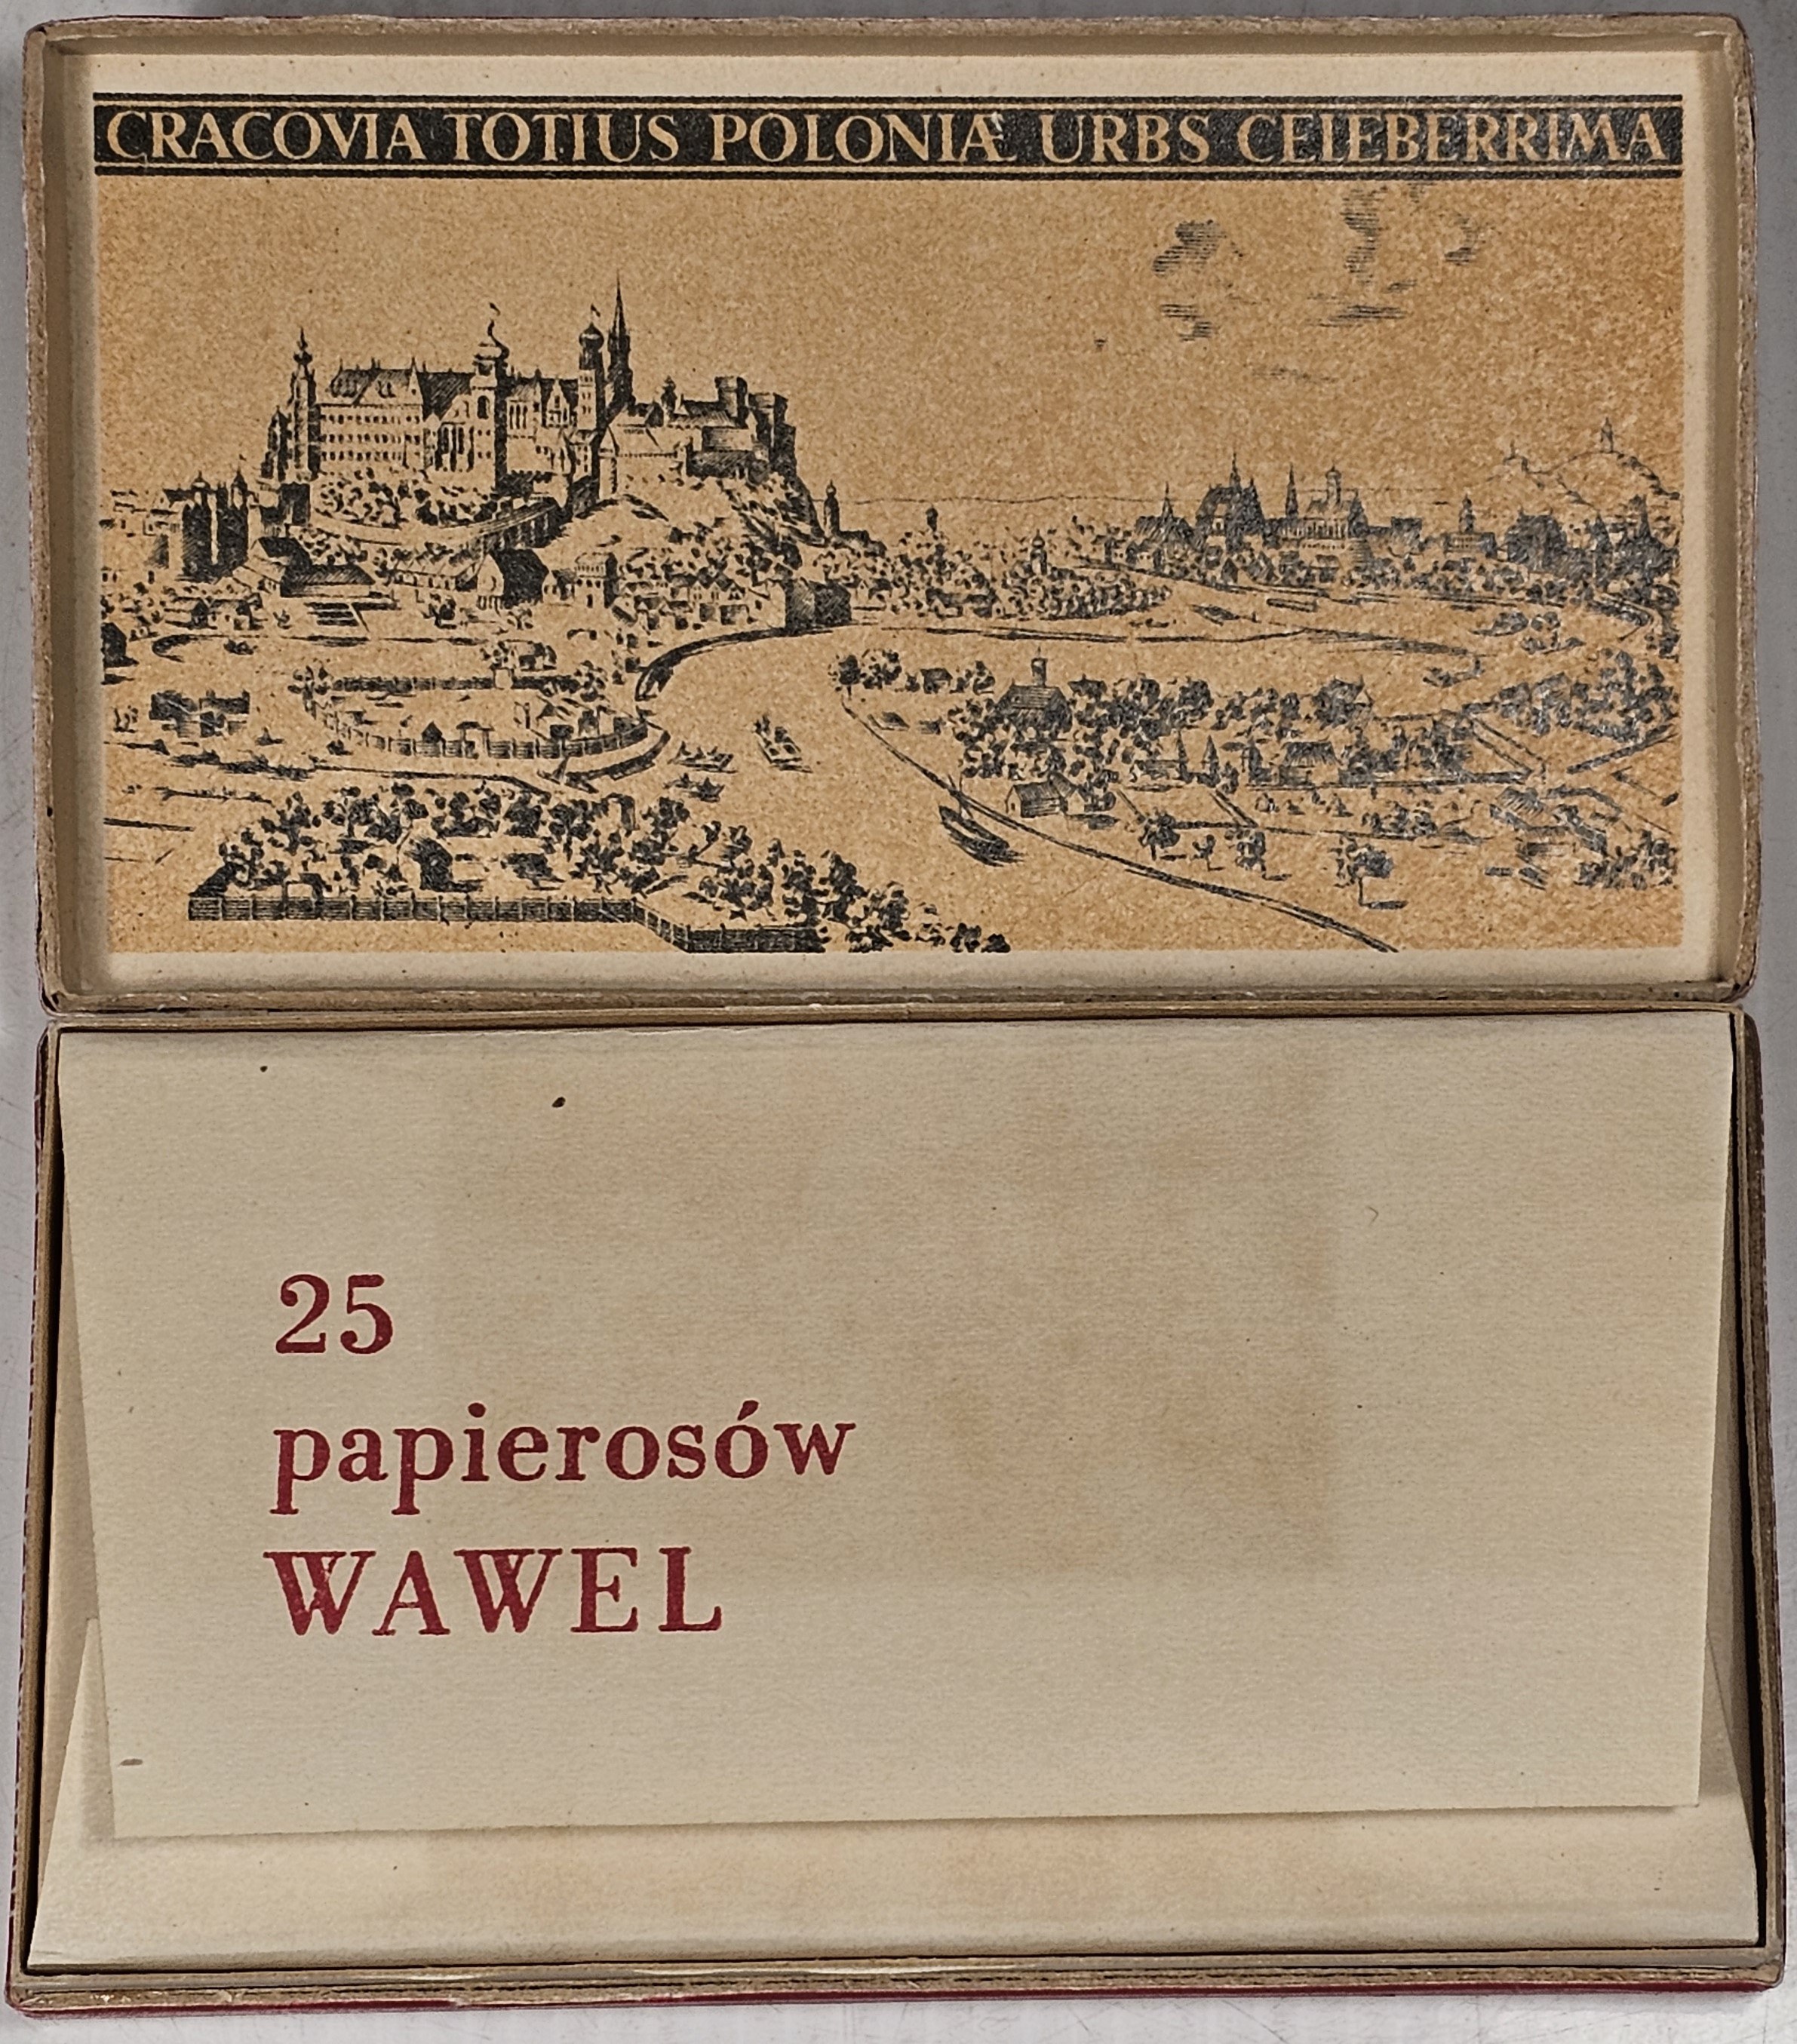 CRACOVIA TOTIUS POLONIÆ URBS CELEBERRIMA
25
papierosów
WAWEL